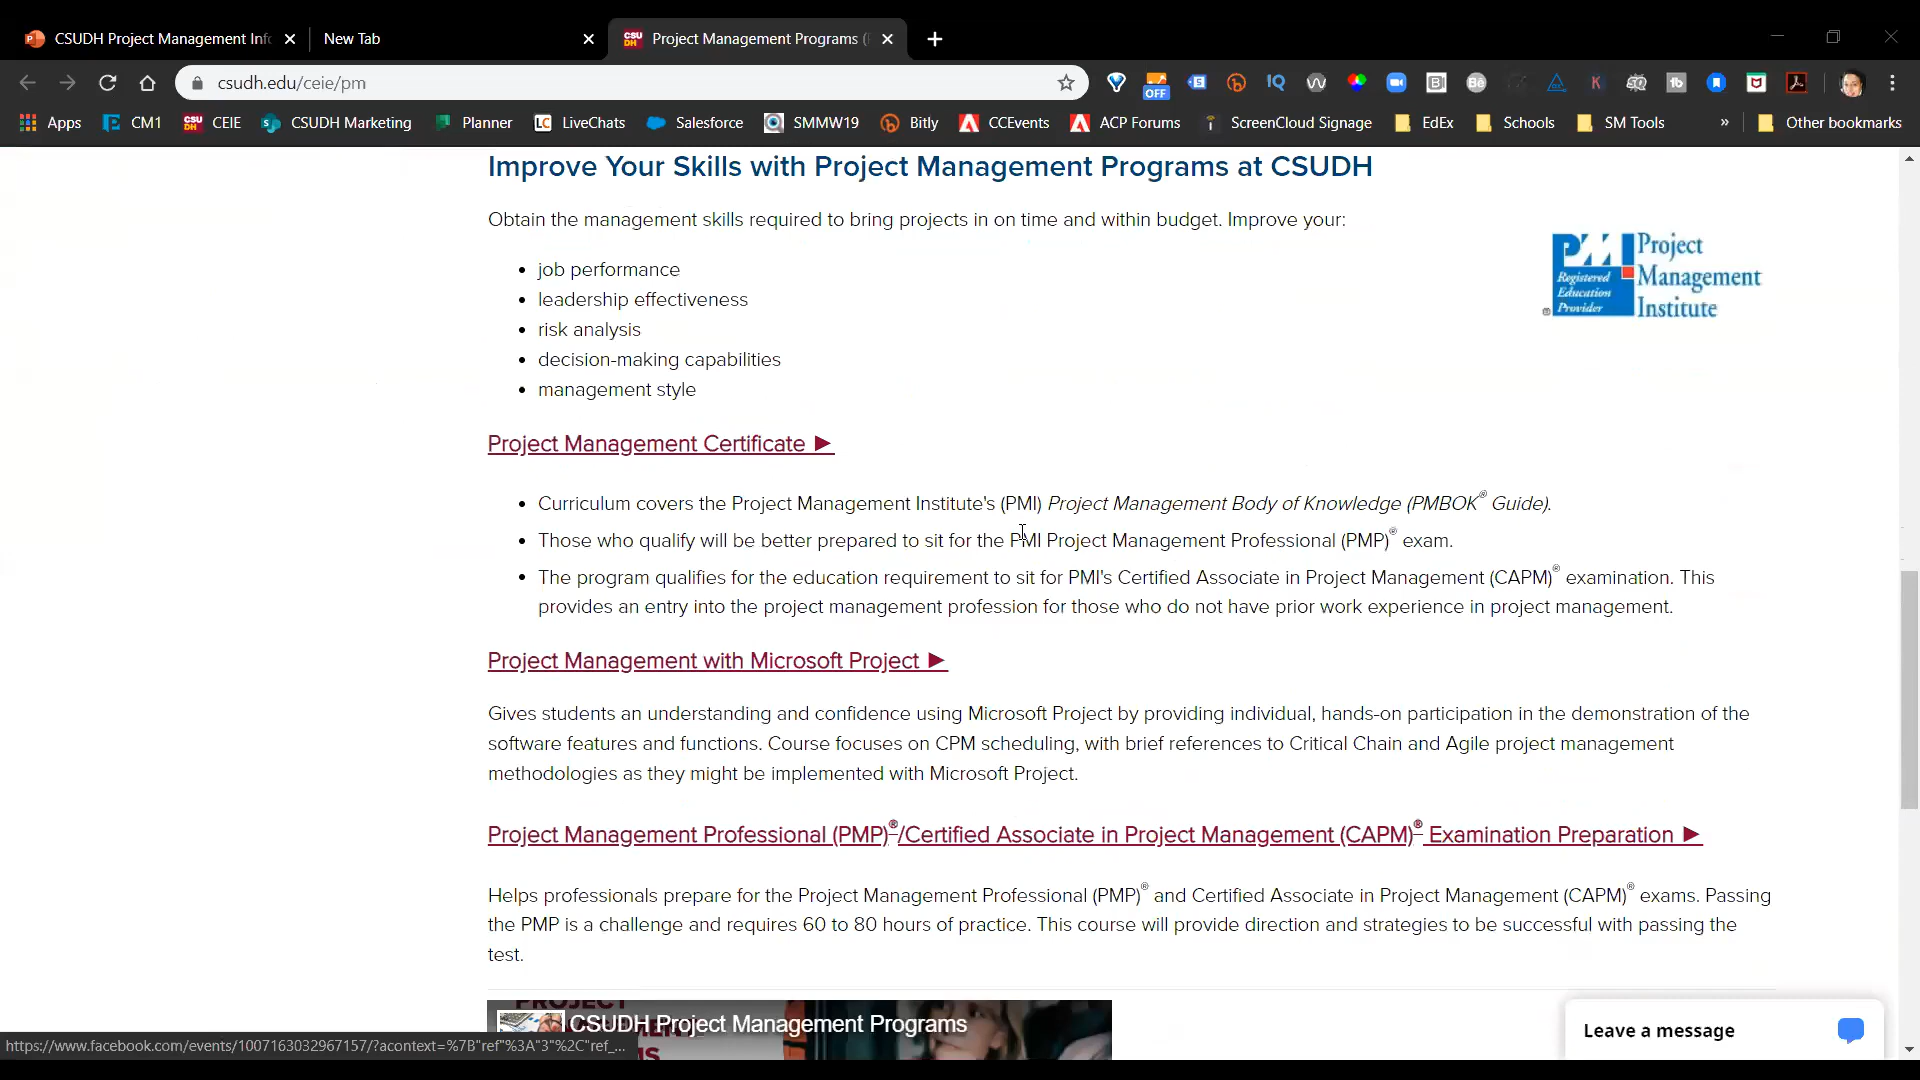 CSUDH Project Management Info
New Tab
CSU DH
Project Management Programs (
csudh.edu/ceie/pm
OFF
Apps
CM1
CSU DH CEIE
CSUDH Marketing
Planner
LC LiveChats
Salesforce
SMMW19
Bitly
CCEvents
ACP Forums
ScreenCloud Signage
EdEx
Schools
SM Tools
»
Other bookmarks
Improve Your Skills with Project Management Programs at CSUDH
Obtain the management skills required to bring projects in on time and within budget. Improve your:
• job performance
• leadership effectiveness
• risk analysis
• decision-making capabilities
• management style
PMI
Registered
Education
Provider
®
Project
Management
Institute
Project Management Certificate ►
• Curriculum covers the Project Management Institute's (PMI) Project Management Body of Knowledge (PMBOK® Guide).
• Those who qualify will be better prepared to sit for the PMI Project Management Professional (PMP)® exam.
• The program qualifies for the education requirement to sit for PMI's Certified Associate in Project Management (CAPM)® examination. This
provides an entry into the project management profession for those who do not have prior work experience in project management.
Project Management with Microsoft Project ►
Gives students an understanding and confidence using Microsoft Project by providing individual, hands-on participation in the demonstration of the
software features and functions. Course focuses on CPM scheduling, with brief references to Critical Chain and Agile project management
methodologies as they might be implemented with Microsoft Project.
Project Management Professional (PMP)®/Certified Associate in Project Management (CAPM)® Examination Preparation ►
Helps professionals prepare for the Project Management Professional (PMP)® and Certified Associate in Project Management (CAPM)® exams. Passing
the PMP is a challenge and requires 60 to 80 hours of practice. This course will provide direction and strategies to be successful with passing the
test.
CSUDH Project Management Programs
Leave a message
https://www.facebook.com/events/1007163032967157/?acontext=%7B"ref"%3A"3"%2C"ref_...